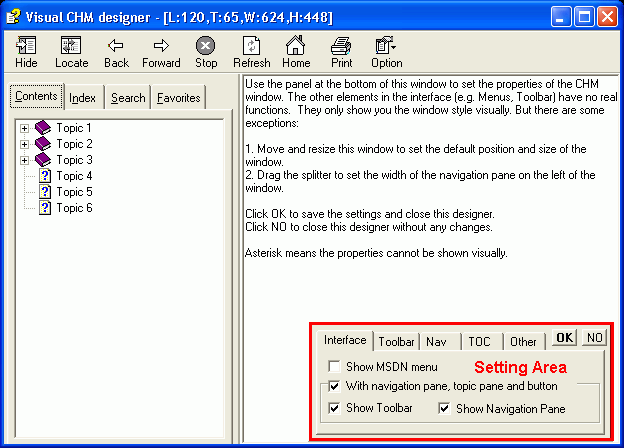 Visual CHM designer - [L:120,T:65,W:624,H:448]
Hide Locate Back Forward Stop Refresh Home Print Option
Contents Index Search Favorites
Topic 1
Topic 2
Topic 3
Topic 4
Topic 5
Topic 6
Use the panel at the bottom of this window to set the properties of the CHM
window. The other elements in the interface (e.g. Menus, Toolbar) have no real
functions. They only show you the window style visually. But there are some
exceptions:
1. Move and resize this window to set the default position and size of the
window.
2. Drag the splitter to set the width of the navigation pane on the left of the
window.
Click OK to save the settings and close this designer.
Click NO to close this designer without any changes.
Asterisk means the properties cannot be shown visually.
Interface Toolbar Nav TOC Other OK NO
Show MSDN menu Setting Area
With navigation pane, topic pane and button
Show Toolbar Show Navigation Pane